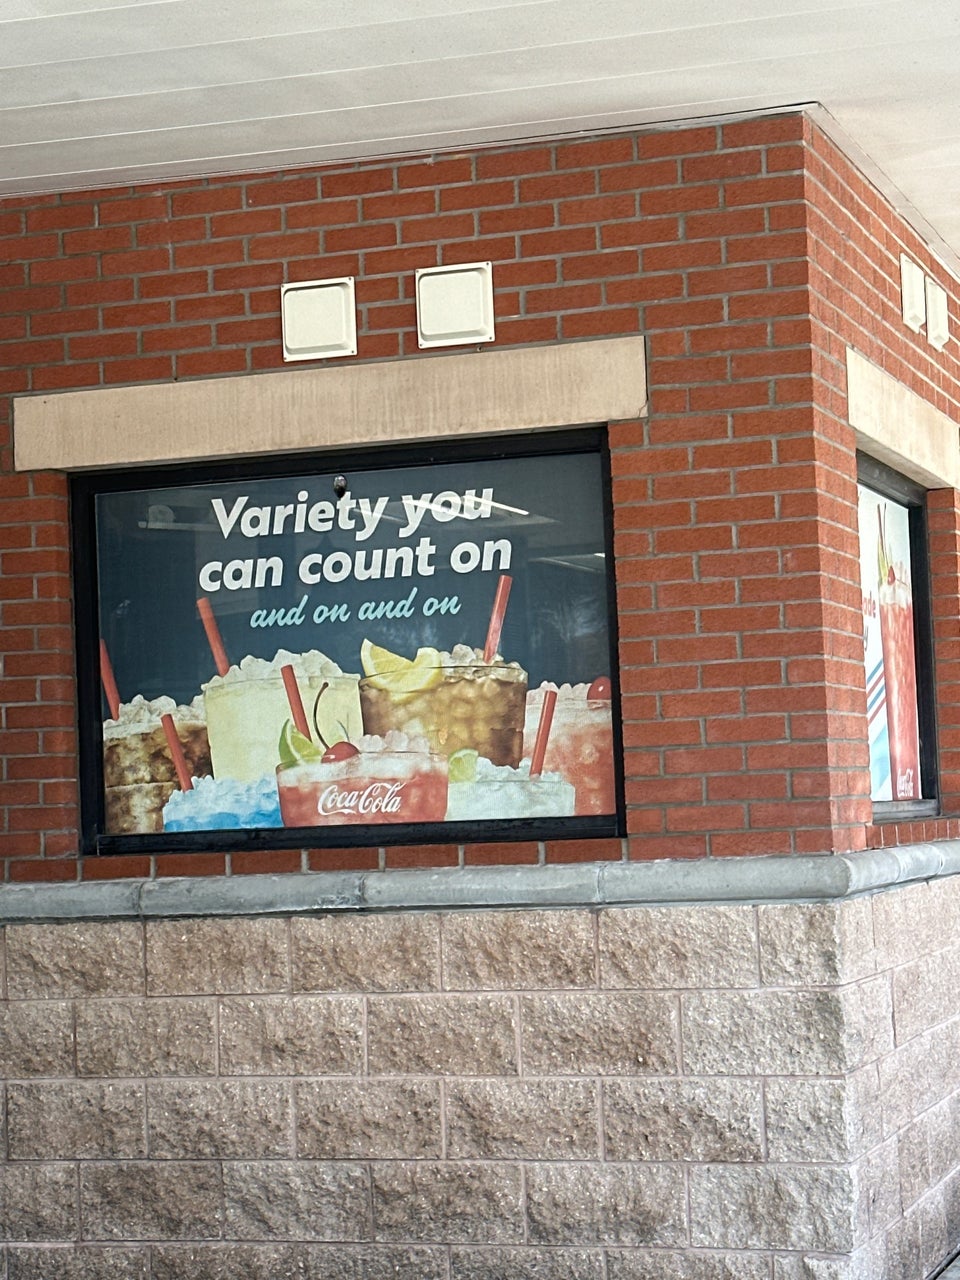 Variety you
can count on
and on and on
Coca-Cola